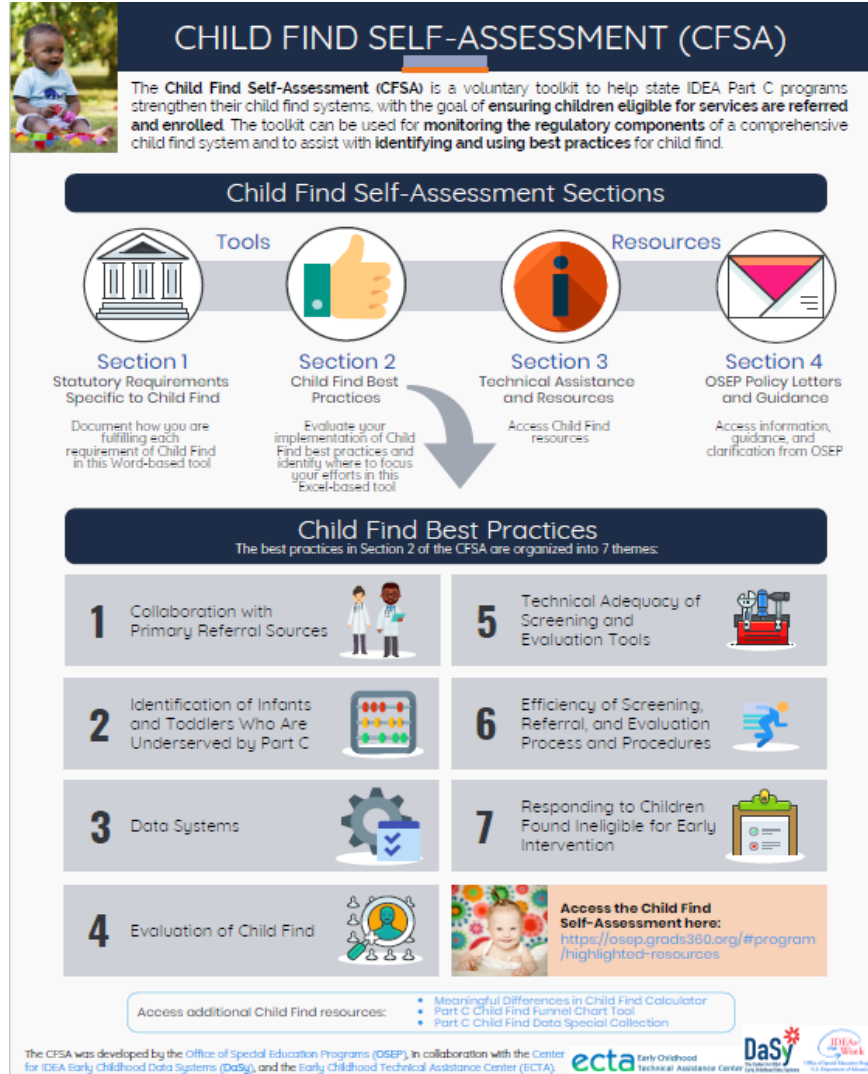 CHILD FIND SELF-ASSESSMENT (CFSA)
The Child Find Self-Assessment (CFSA) is a voluntary toolkit to help state IDEA Part C programs
strengthen their child find systems, with the goal of ensuring children eligible for services are referred
and enrolled. The toolkit can be used for monitoring the regulatory components of a comprehensive
child find system and to assist with identifying and using best practices for child find.
Child Find Self-Assessment Sections
Tools
Resources
Section 1
Statutory Requirements
Specific to Child Find
Document how you are
fulfilling each
requirement of Child Find
in this Word-based tool
Section 2
Child Find Best
Practices
Evaluate your
implementation of Child
Find best practices and
identify where to focus
your efforts in this
Excel-based tool
Section 3
Technical Assistance
and Resources
Access Child Find
resources
Section 4
OSEP Policy Letters
and Guidance
Access information,
guidance, and
clarification from OSEP
Child Find Best Practices
The best practices in Section 2 of the CFSA are organized into 7 themes:
1
Collaboration with
Primary Referral Sources
2
Identification of Infants
and Toddlers Who Are
Underserved by Part C
3
Data Systems
4
Evaluation of Child Find
5
Technical Adequacy of
Screening and
Evaluation Tools
6
Efficiency of Screening,
Referral, and Evaluation
Process and Procedures
7
Responding to Children
Found Ineligible for Early
Intervention
Access the Child Find
Self-Assessment here:
https://osep.grads360.org/#program
/highlighted-resources
Access additional Child Find resources:
• Meaningful Differences in Child Find Calculator
• Part C Child Find Funnel Chart Tool
• Part C Child Find Data Special Collection
The CFSA was developed by the Office of Special Education Programs (OSEP), in collaboration with the Center
for IDEA Early Childhood Data Systems (DaSy), and the Early Childhood Technical Assistance Center (ECTA).
ecta Early Childhood
Technical Assistance Center
DaSy
IDEAs
Work